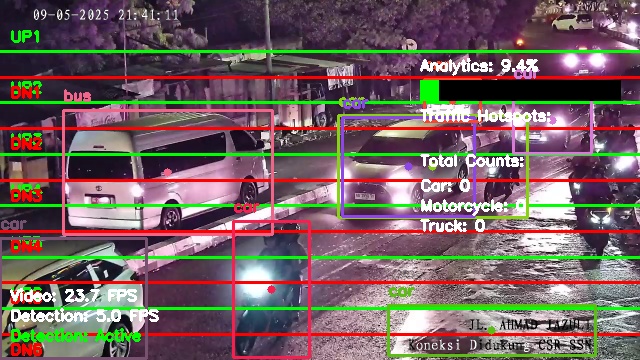 09-05-2025 21:41:11
UP1
Analytics: 9.4%
car
DN1
bus
car
Traffic Hotspots:
DN2
Total Counts:
DN3
Car: 0
car
Motorcycle: 0
car
Truck: 0
DN4
car
Video: 23.7 FPS
Detection: 5.0 FPS
JL. AHMAD JAZULI
Detection: Active
Koneksi Didukung CSR SSN
DN6